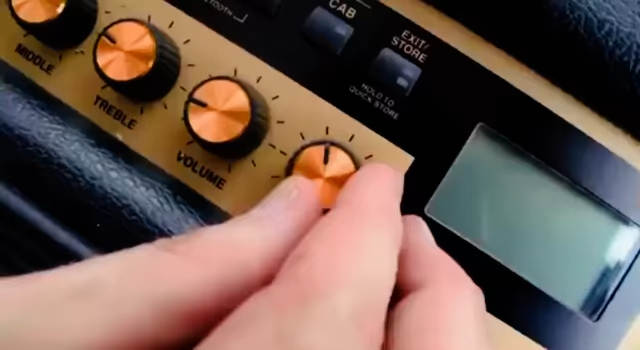 CAB
EXIT/
STORE
HOLD TO
QUICK STORE
MIDDLE
TREBLE
VOLUME